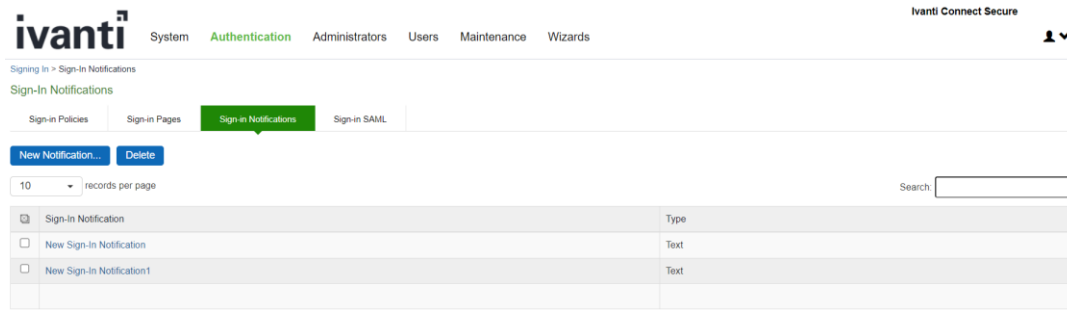 Ivanti Connect Secure
ivanti
System Authentication Administrators Users Maintenance Wizards
Signing In > Sign-In Notifications
Sign-In Notifications
Sign-in Policies Sign-in Pages Sign-in Notifications Sign-in SAML
New Notification... Delete
10 records per page Search:
Sign-In Notification Type
New Sign-In Notification Text
New Sign-In Notification1 Text